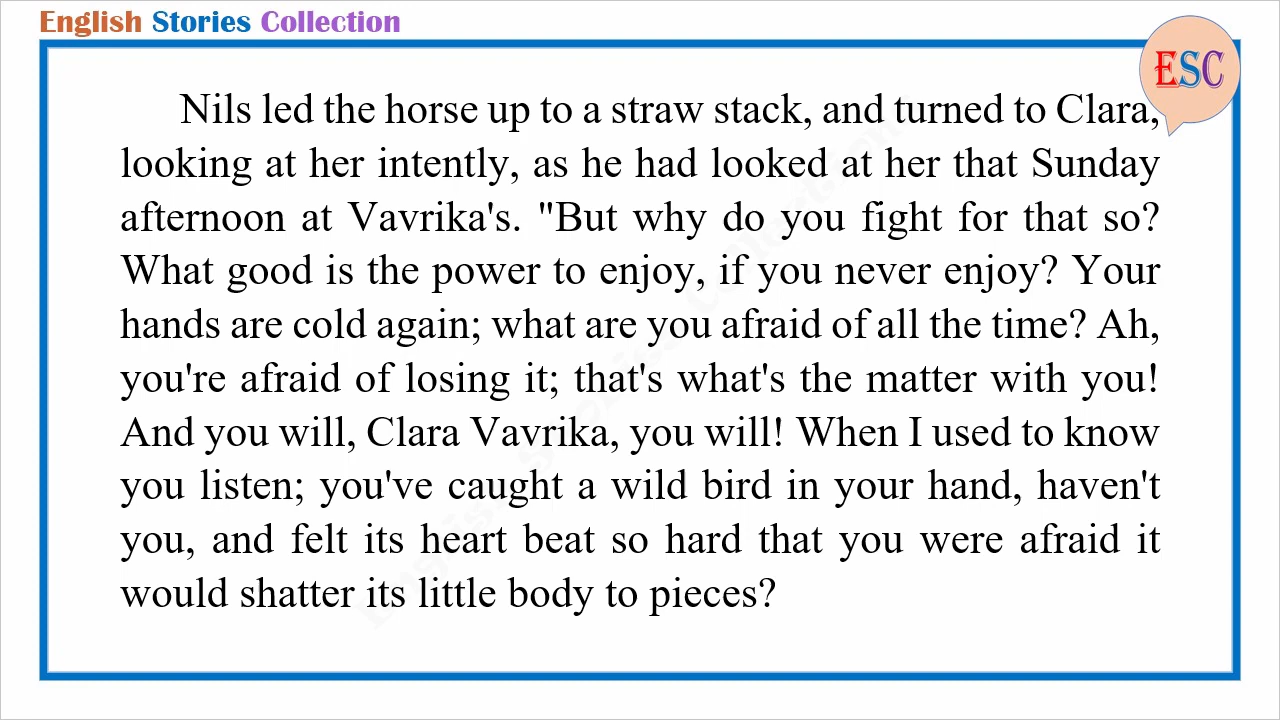 English Stories Collection
ESC
Nils led the horse up to a straw stack, and turned to Clara,
looking at her intently, as he had looked at her that Sunday
afternoon at Vavrika's. "But why do you fight for that so?
What good is the power to enjoy, if you never enjoy? Your
hands are cold again; what are you afraid of all the time? Ah,
you're afraid of losing it; that's what's the matter with you!
And you will, Clara Vavrika, you will! When I used to know
you listen; you've caught a wild bird in your hand, haven't
you, and felt its heart beat so hard that you were afraid it
would shatter its little body to pieces?
English Stories Collection